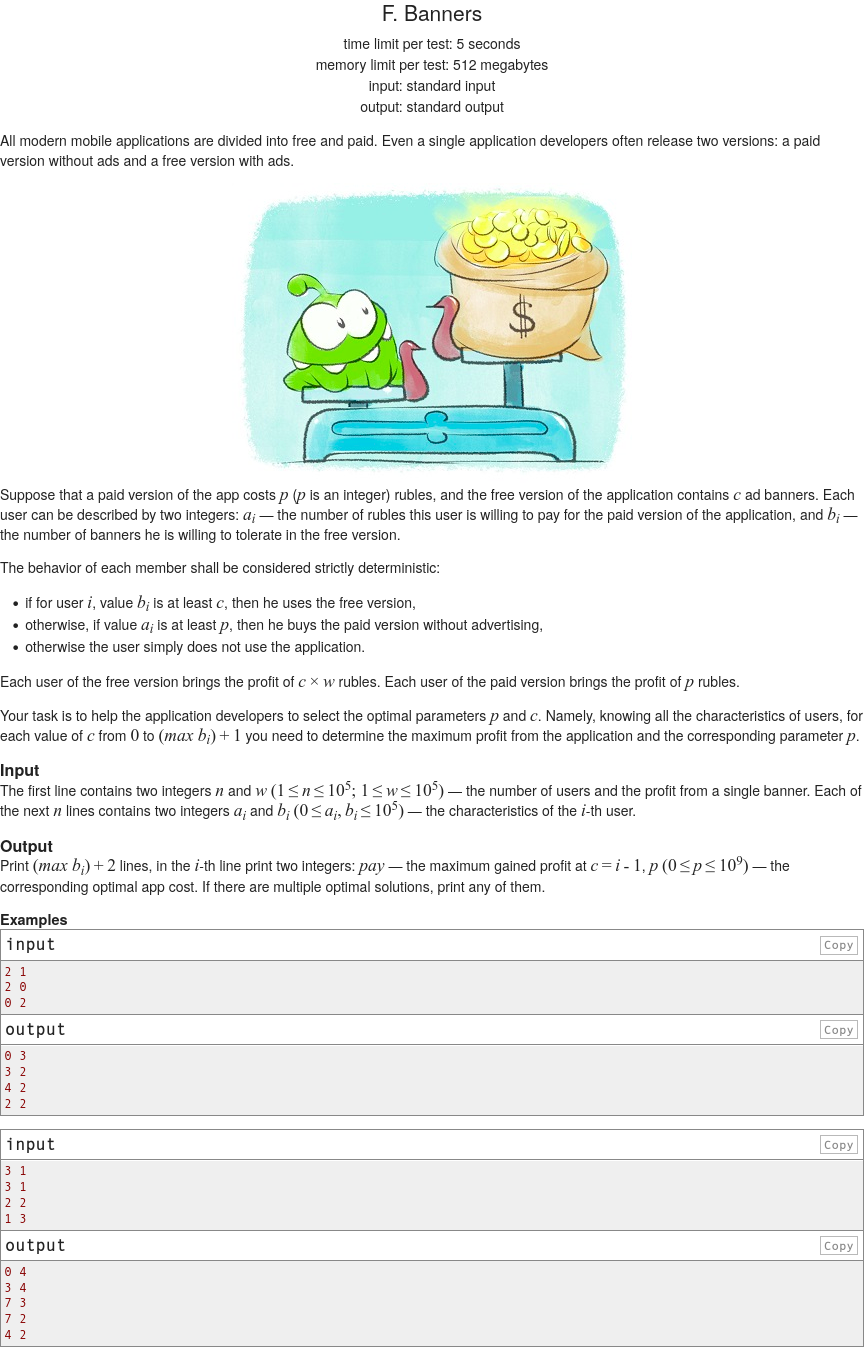 F. Banners
time limit per test: 5 seconds
memory limit per test: 512 megabytes
input: standard input
output: standard output
All modern mobile applications are divided into free and paid. Even a single application developers often release two versions: a paid
version without ads and a free version with ads.
$
Suppose that a paid version of the app costs p (p is an integer) rubles, and the free version of the application contains c ad banners. Each
user can be described by two integers: a_i — the number of rubles this user is willing to pay for the paid version of the application, and b_i —
the number of banners he is willing to tolerate in the free version.
The behavior of each member shall be considered strictly deterministic:
• if for user i, value b_i is at least c, then he uses the free version,
• otherwise, if value a_i is at least p, then he buys the paid version without advertising,
• otherwise the user simply does not use the application.
Each user of the free version brings the profit of c × w rubles. Each user of the paid version brings the profit of p rubles.
Your task is to help the application developers to select the optimal parameters p and c. Namely, knowing all the characteristics of users, for
each value of c from 0 to (max b_i) + 1 you need to determine the maximum profit from the application and the corresponding parameter p.
Input
The first line contains two integers n and w (1 ≤ n ≤ 10^5; 1 ≤ w ≤ 10^5) — the number of users and the profit from a single banner. Each of
the next n lines contains two integers a_i and b_i (0 ≤ a_i, b_i ≤ 10^5) — the characteristics of the i-th user.
Output
Print (max b_i) + 2 lines, in the i-th line print two integers: pay — the maximum gained profit at c = i - 1, p (0 ≤ p ≤ 10^9) — the
corresponding optimal app cost. If there are multiple optimal solutions, print any of them.
Examples
input
Copy
2 1
2 0
0 2
output
Copy
0 3
3 2
4 2
2 2
input
Copy
3 1
3 1
2 2
1 3
output
Copy
0 4
3 4
7 3
7 2
4 2